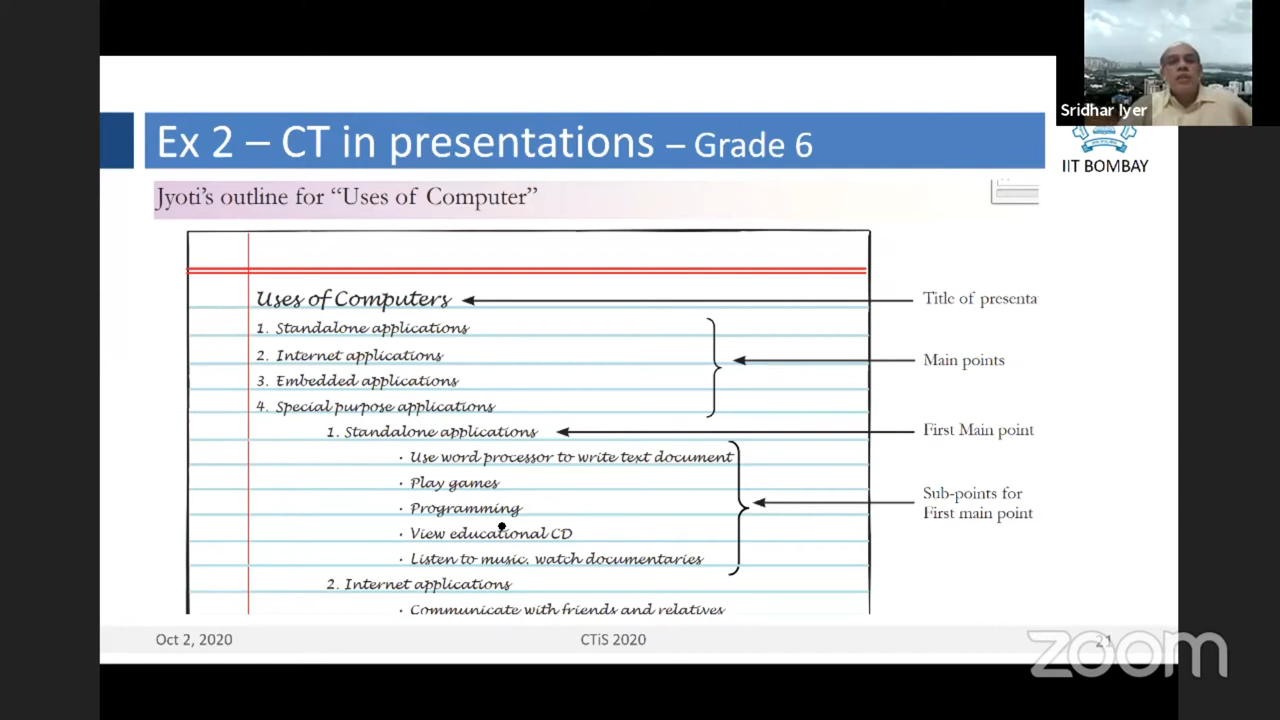 Sridhar Iyer
Ex 2 – CT in presentations – Grade 6
IIT BOMBAY
Jyoti's outline for “Uses of Computer”
Uses of Computers
Title of presenta
1. Standalone applications
2. Internet applications
Main points
3. Embedded applications
4. Special purpose applications
1. Standalone applications
First Main point
· Use word processor to write text document
· Play games
· Programming
Sub-points for
First main point
· View educational CD
· Listen to music, watch documentaries
2. Internet applications
· Communicate with friends and relatives
Oct 2, 2020
CTiS 2020
21
zoom